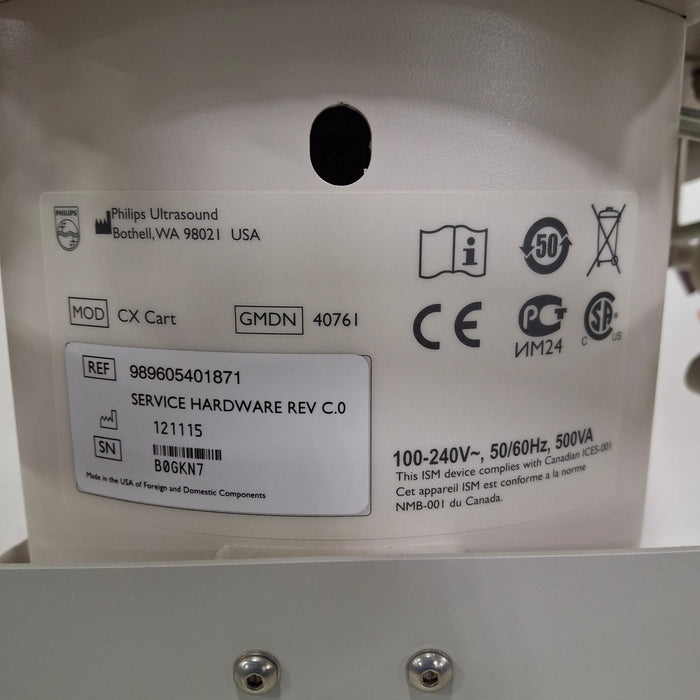 PHILIPS
Philips Ultrasound
Bothell, WA 98021 USA
MOD CX Cart
GMDN 40761
i
50
CE
PG
ИМ24
SA
C US
REF 989605401871
SERVICE HARDWARE REV C.0
121115
SN
B0GKN7
Made in the USA of Foreign and Domestic Components
100-240V~, 50/60Hz, 500VA
This ISM device complies with Canadian ICES-001
Cet appareil ISM est conforme a la norme
NMB-001 du Canada.